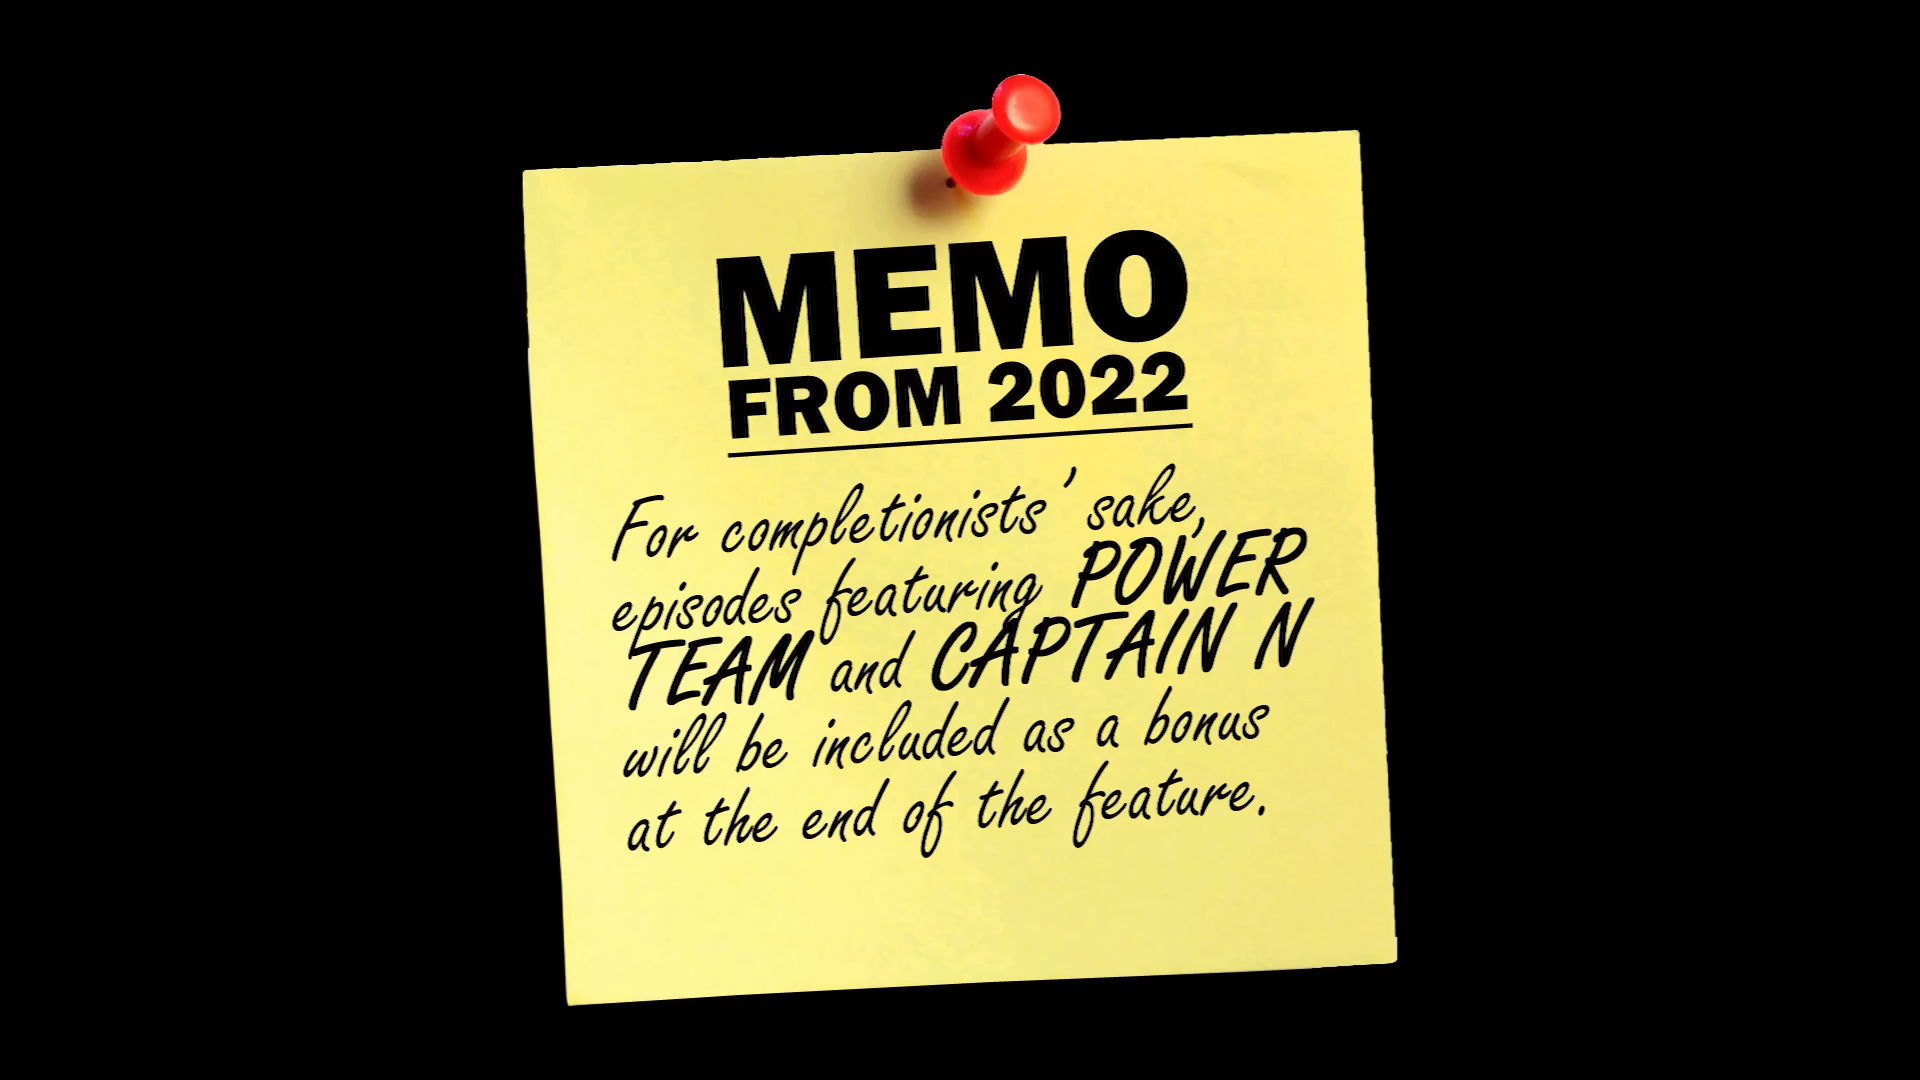 MEMO
FROM 2022
For completionists' sake,
episodes featuring POWER
TEAM and CAPTAIN N
will be included as a bonus
at the end of the feature.